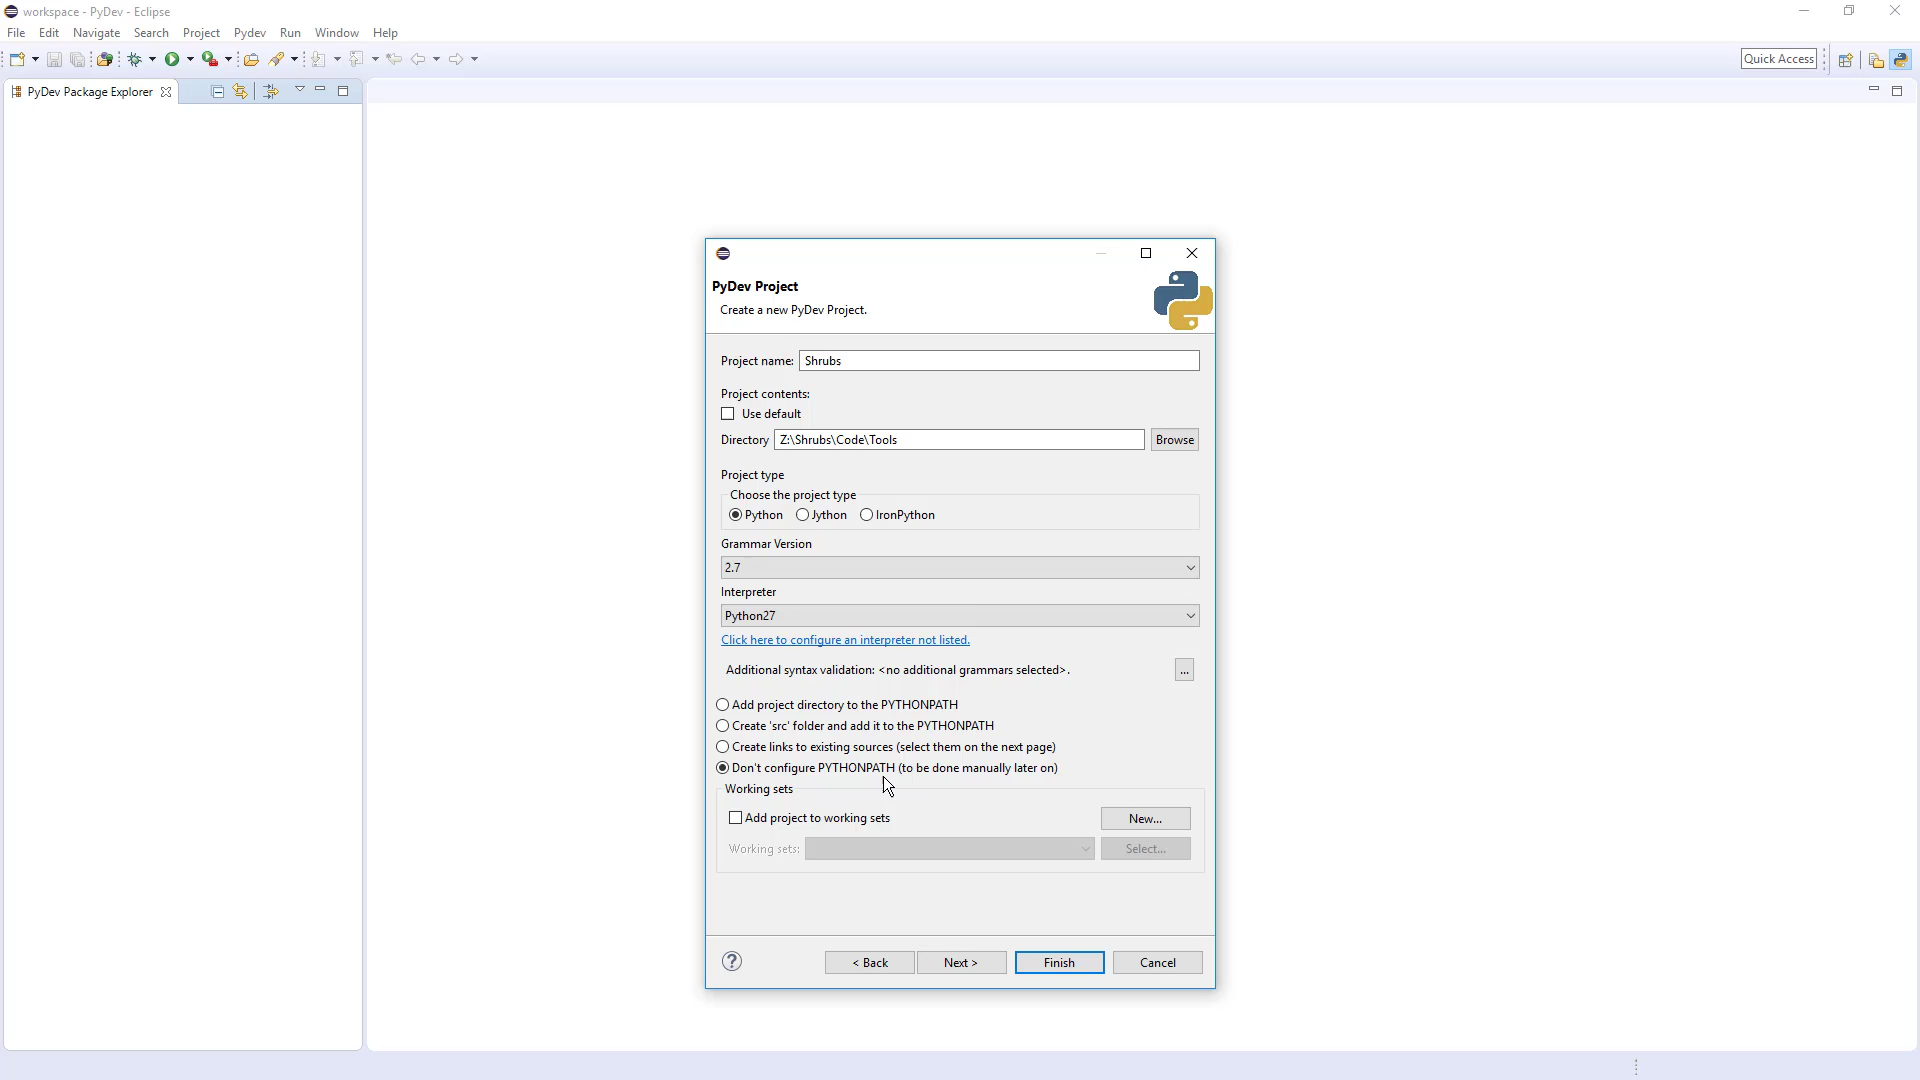 workspace - PyDev - Eclipse
File Edit Navigate Search Project Pydev Run Window Help
Quick Access
PyDev Package Explorer
PyDev Project
Create a new PyDev Project.
Project name: Shrubs
Project contents:
Use default
Directory Z:\Shrubs\Code\Tools Browse
Project type
Choose the project type
Python Jython IronPython
Grammar Version
2.7
Interpreter
Python27
Click here to configure an interpreter not listed.
Additional syntax validation: <no additional grammars selected>. ...
Add project directory to the PYTHONPATH
Create 'src' folder and add it to the PYTHONPATH
Create links to existing sources (select them on the next page)
Don't configure PYTHONPATH (to be done manually later on)
Working sets
Add project to working sets New...
Working sets: Select...
? < Back Next > Finish Cancel